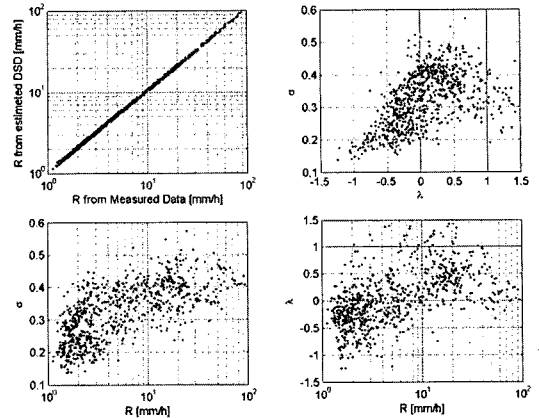 10²
10¹
10⁰
R from estimeted DSD [mm/h]
10⁰ 10¹ 10²
R from Measured Data [mm/h]
0.6
0.5
0.4
0.3
0.2
0.1
σ
-1.5 -1 -0.5 0 0.5 1 1.5
λ
0.6
0.5
0.4
0.3
0.2
0.1
σ
10⁰ 10¹ 10²
R [mm/h]
1.5
1
0.5
0
-0.5
-1
-1.5
λ
10⁰ 10¹ 10²
R [mm/h]